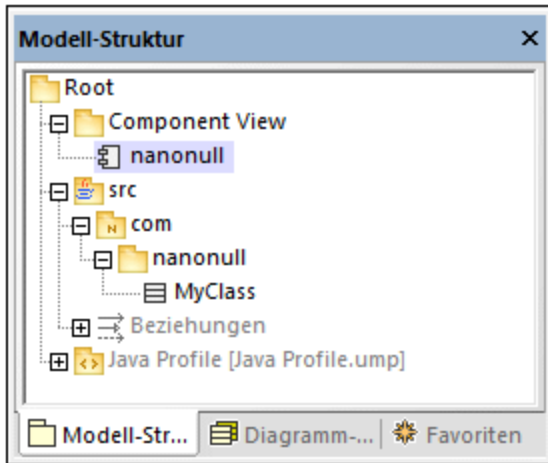 Modell-Struktur
Root
Component View
nanonull
src
com
nanonull
MyClass
Beziehungen
Java Profile [Java Profile.ump]
Modell-Str... Diagramm-... Favoriten